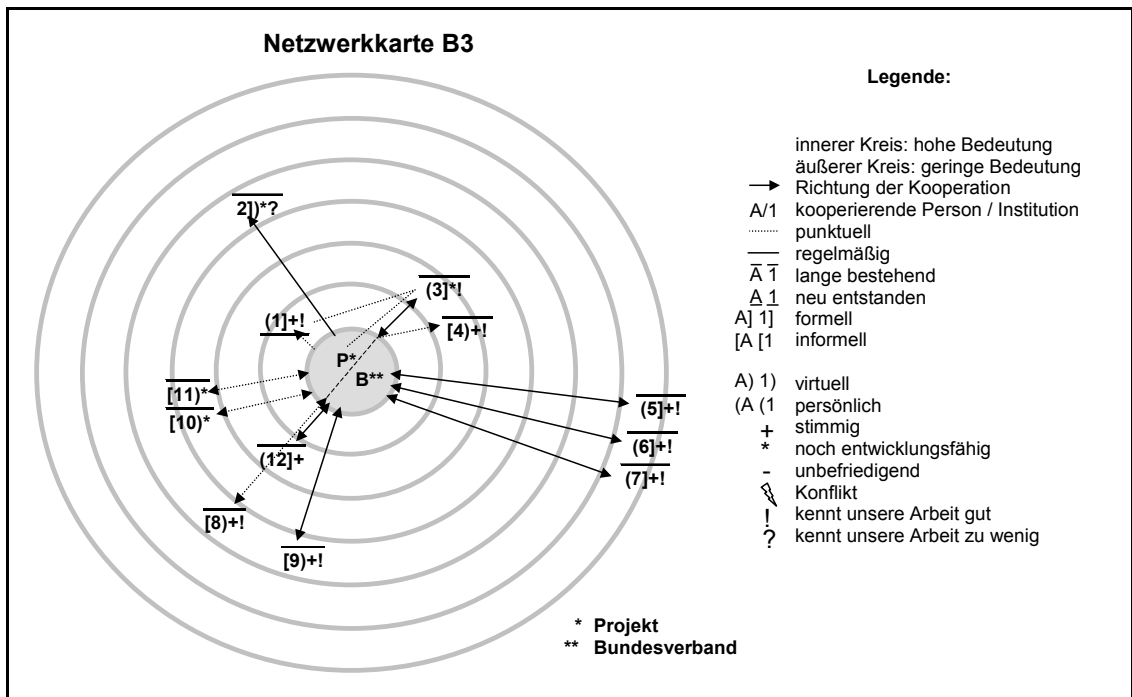 Netzwerkkarte B3
2])*?
(3]*!
(1]+!
[4)+!
P*
B**
[11)*
[10)*
(5]+!
(6]+!
(12]+
(7]+!
[8)+!
[9)+!
* Projekt
** Bundesverband
Legende:
innerer Kreis: hohe Bedeutung
äußerer Kreis: geringe Bedeutung
Richtung der Kooperation
A/1 kooperierende Person / Institution
punktuell
regelmäßig
A̅ 1̅ lange bestehend
A̲ 1̲ neu entstanden
A] 1] formell
[A [1 informell
A) 1) virtuell
(A (1 persönlich
+ stimmig
* noch entwicklungsfähig
- unbefriedigend
Konflikt
! kennt unsere Arbeit gut
? kennt unsere Arbeit zu wenig